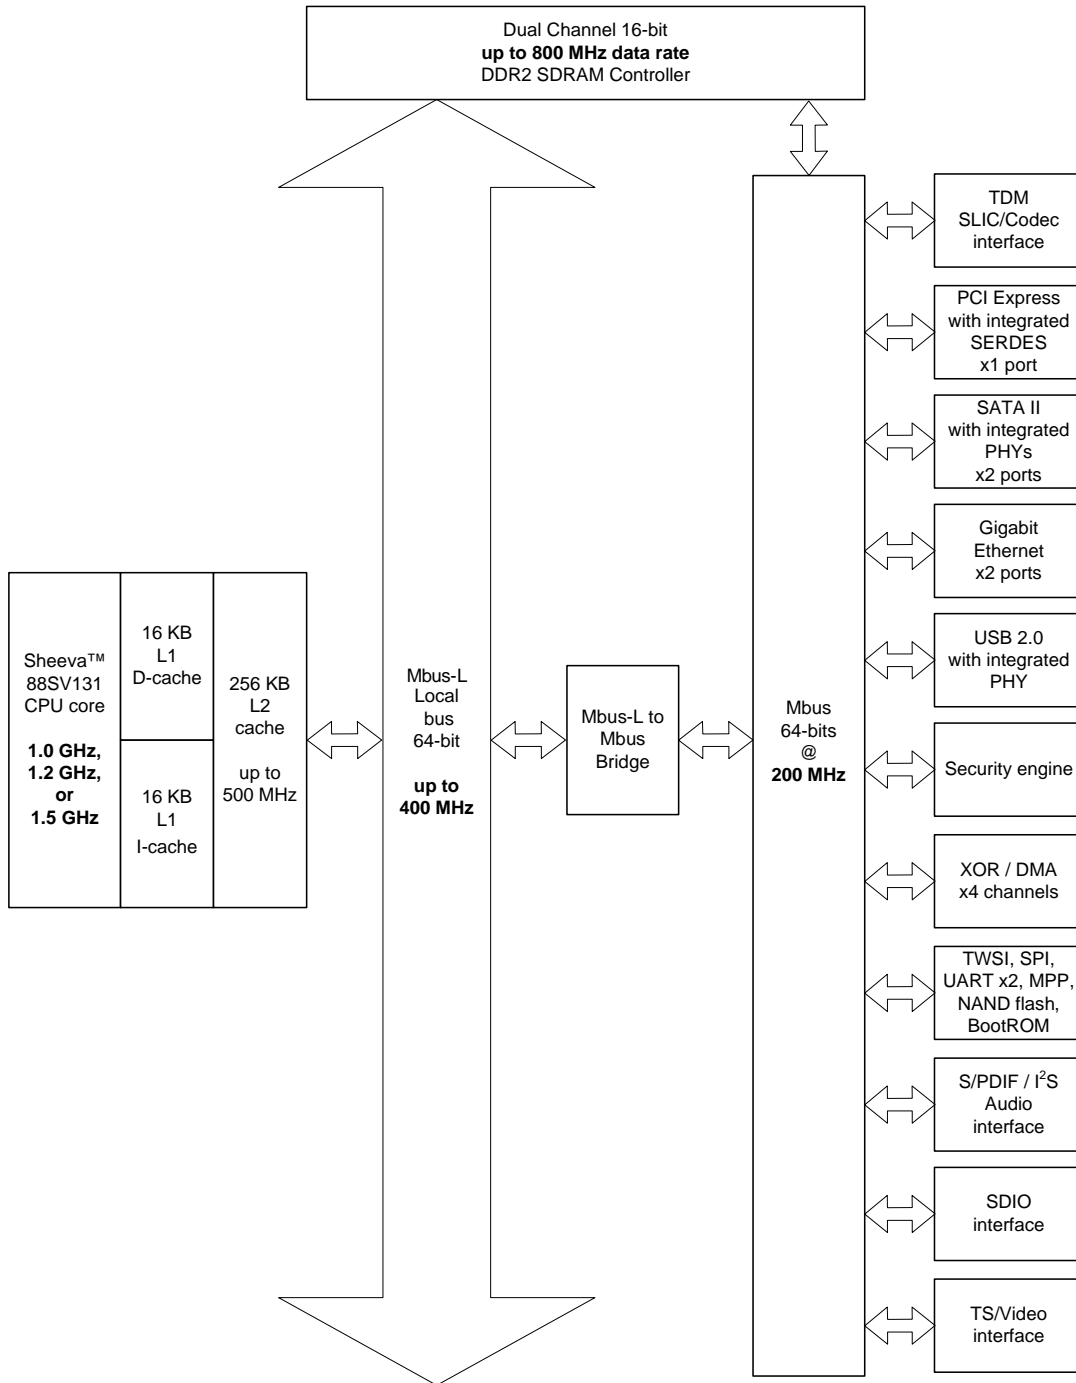 Dual Channel 16-bit
up to 800 MHz data rate
DDR2 SDRAM Controller
TDM
SLIC/Codec
interface
PCI Express
with integrated
SERDES
x1 port
SATA II
with integrated
PHYs
x2 ports
Gigabit
Ethernet
x2 ports
Sheeva™
88SV131
CPU core
1.0 GHz,
1.2 GHz,
or
1.5 GHz
16 KB
L1
D-cache
16 KB
L1
I-cache
256 KB
L2
cache
up to
500 MHz
Mbus-L
Local
bus
64-bit
up to
400 MHz
Mbus-L to
Mbus
Bridge
Mbus
64-bits
@
200 MHz
USB 2.0
with integrated
PHY
Security engine
XOR / DMA
x4 channels
TWSI, SPI,
UART x2, MPP,
NAND flash,
BootROM
S/PDIF / I²S
Audio
interface
SDIO
interface
TS/Video
interface